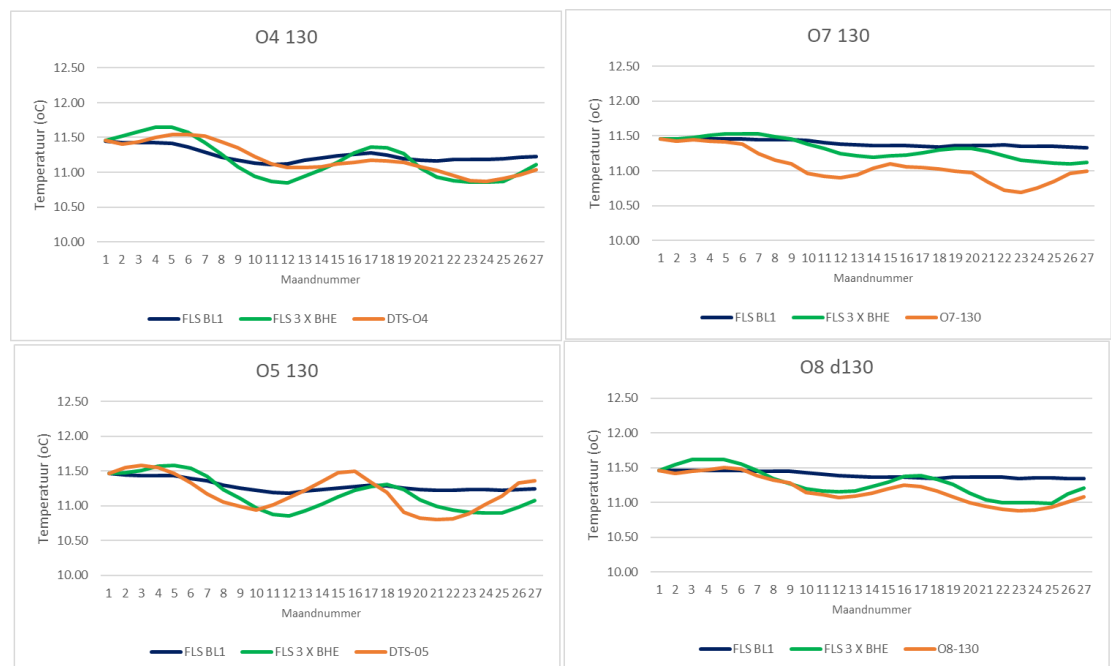 O4 130
Temperatuur (oC)
12.50
12.00
11.50
11.00
10.50
10.00
1 2 3 4 5 6 7 8 9 10 11 12 13 14 15 16 17 18 19 20 21 22 23 24 25 26 27
Maandnummer
FLS BL1 FLS 3 X BHE DTS-O4
O7 130
Temperatuur (oC)
12.50
12.00
11.50
11.00
10.50
10.00
1 2 3 4 5 6 7 8 9 10 11 12 13 14 15 16 17 18 19 20 21 22 23 24 25 26 27
Maandnummer
FLS BL1 FLS 3 X BHE O7-130
O5 130
Temperatuur (oC)
12.50
12.00
11.50
11.00
10.50
10.00
1 2 3 4 5 6 7 8 9 10 11 12 13 14 15 16 17 18 19 20 21 22 23 24 25 26 27
Maandnummer
FLS BL1 FLS 3 X BHE DTS-05
O8 d130
Temperatuur (oC)
12.50
12.00
11.50
11.00
10.50
10.00
1 2 3 4 5 6 7 8 9 10 11 12 13 14 15 16 17 18 19 20 21 22 23 24 25 26 27
Maandnummer
FLS BL1 FLS 3 X BHE O8-130